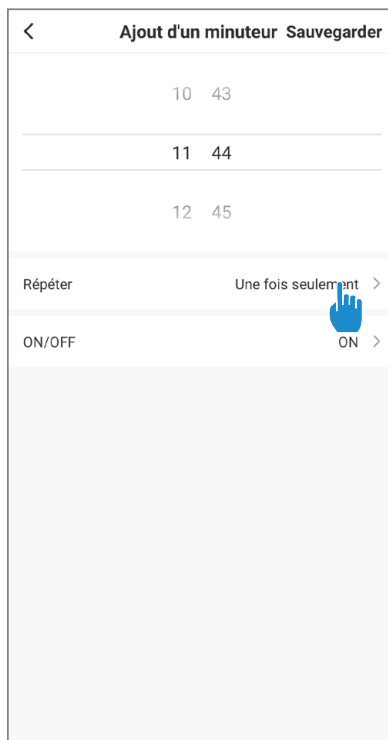 Ajout d'un minuteur Sauvegarder
10 43
11 44
12 45
Répéter Une fois seulement
ON/OFF ON